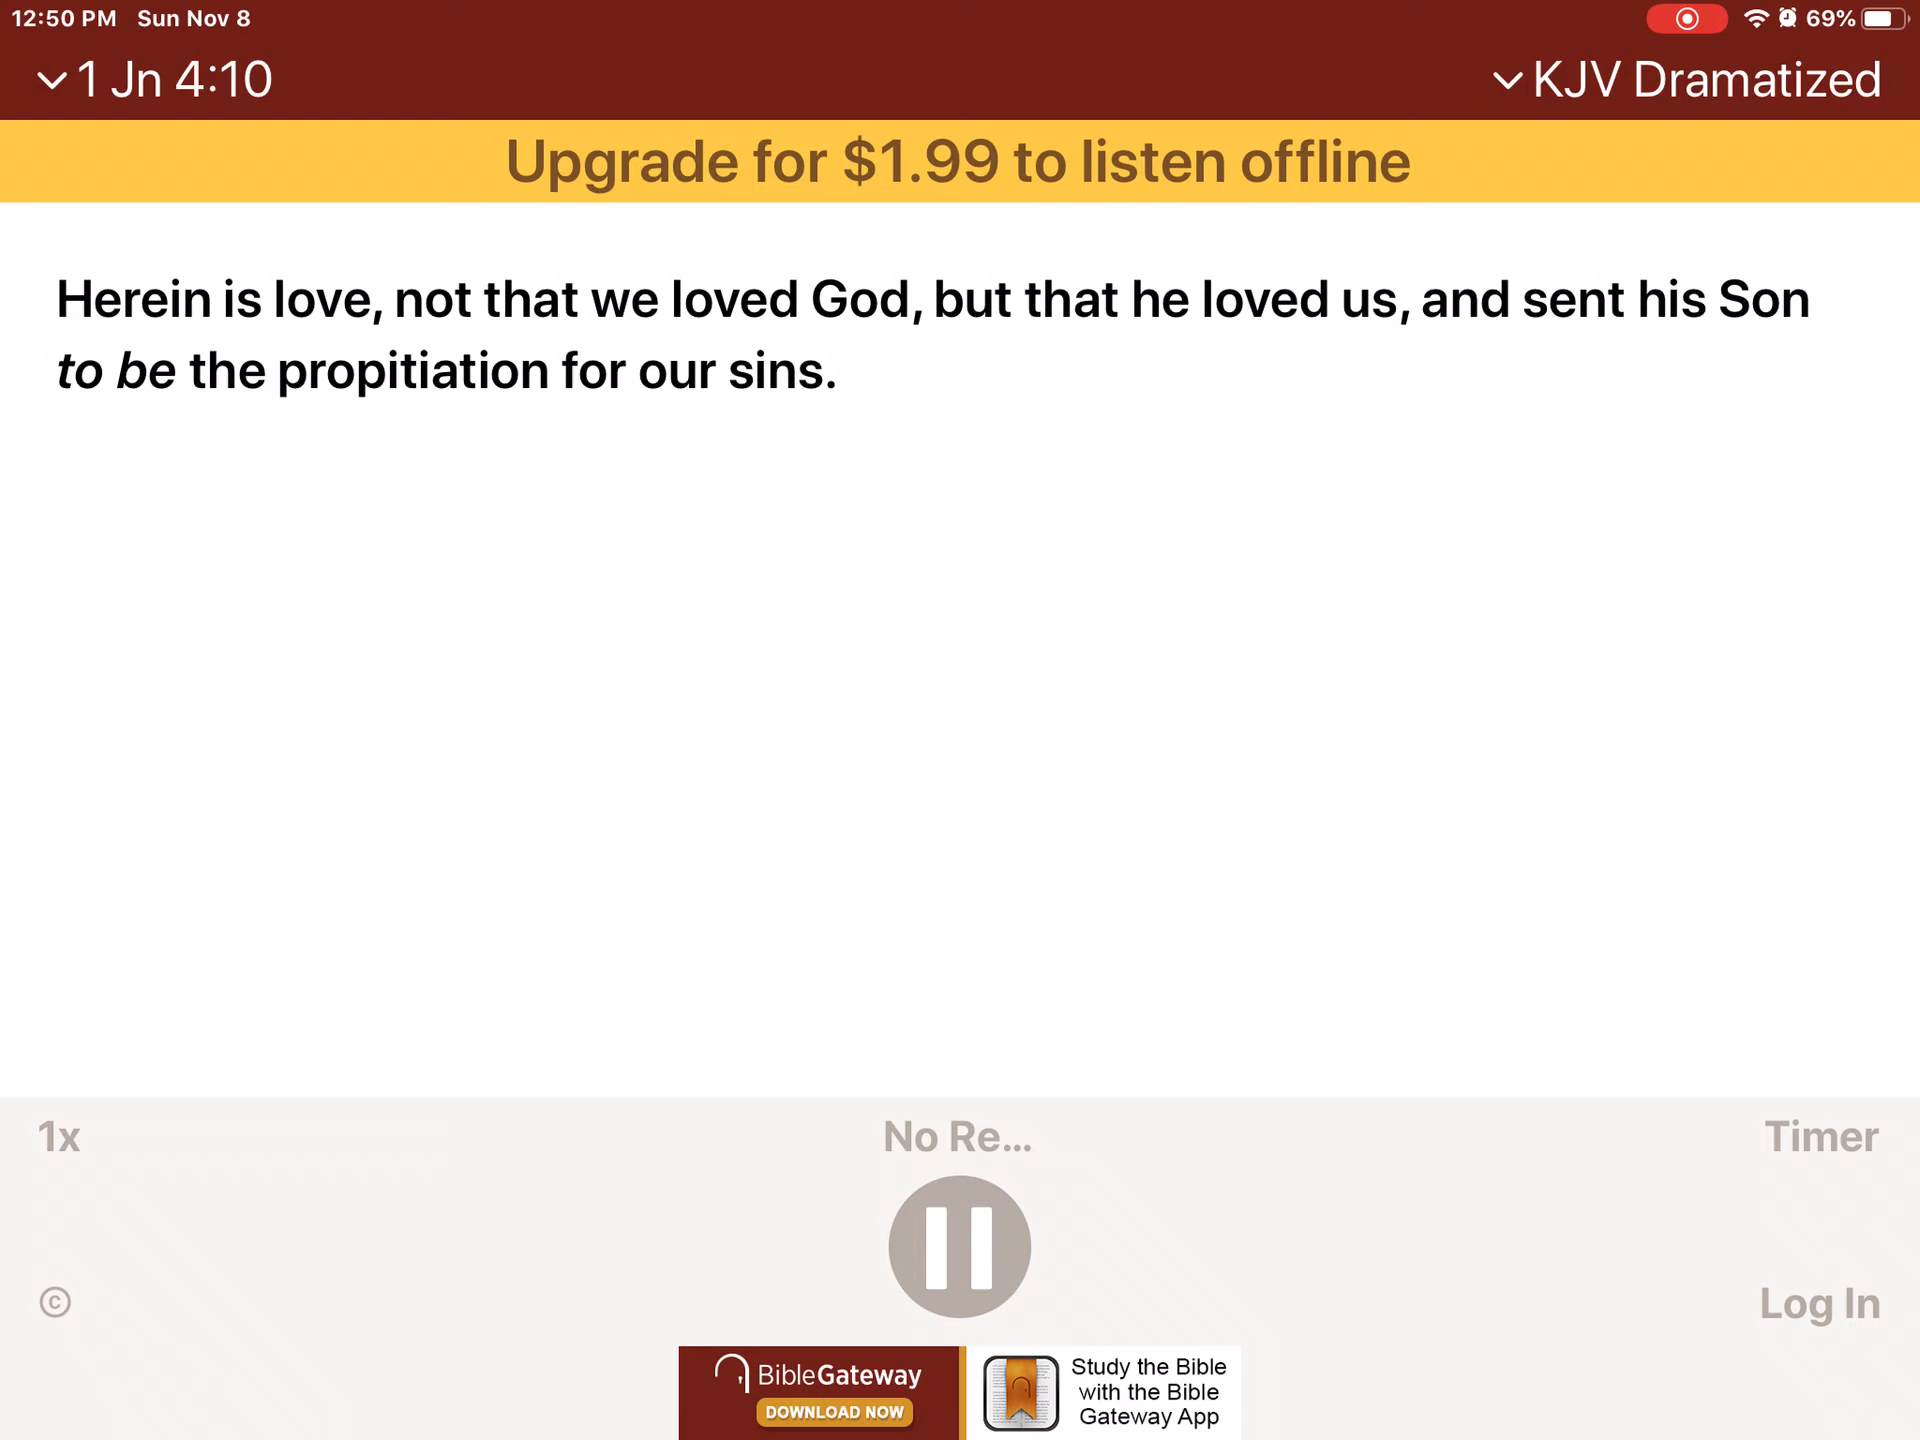 12:50 PM Sun Nov 8 69%
1 Jn 4:10 KJV Dramatized
Upgrade for $1.99 to listen offline
Herein is love, not that we loved God, but that he loved us, and sent his Son
to be the propitiation for our sins.
1x No Re... Timer
© Log In
BibleGateway
DOWNLOAD NOW
Study the Bible
with the Bible
Gateway App